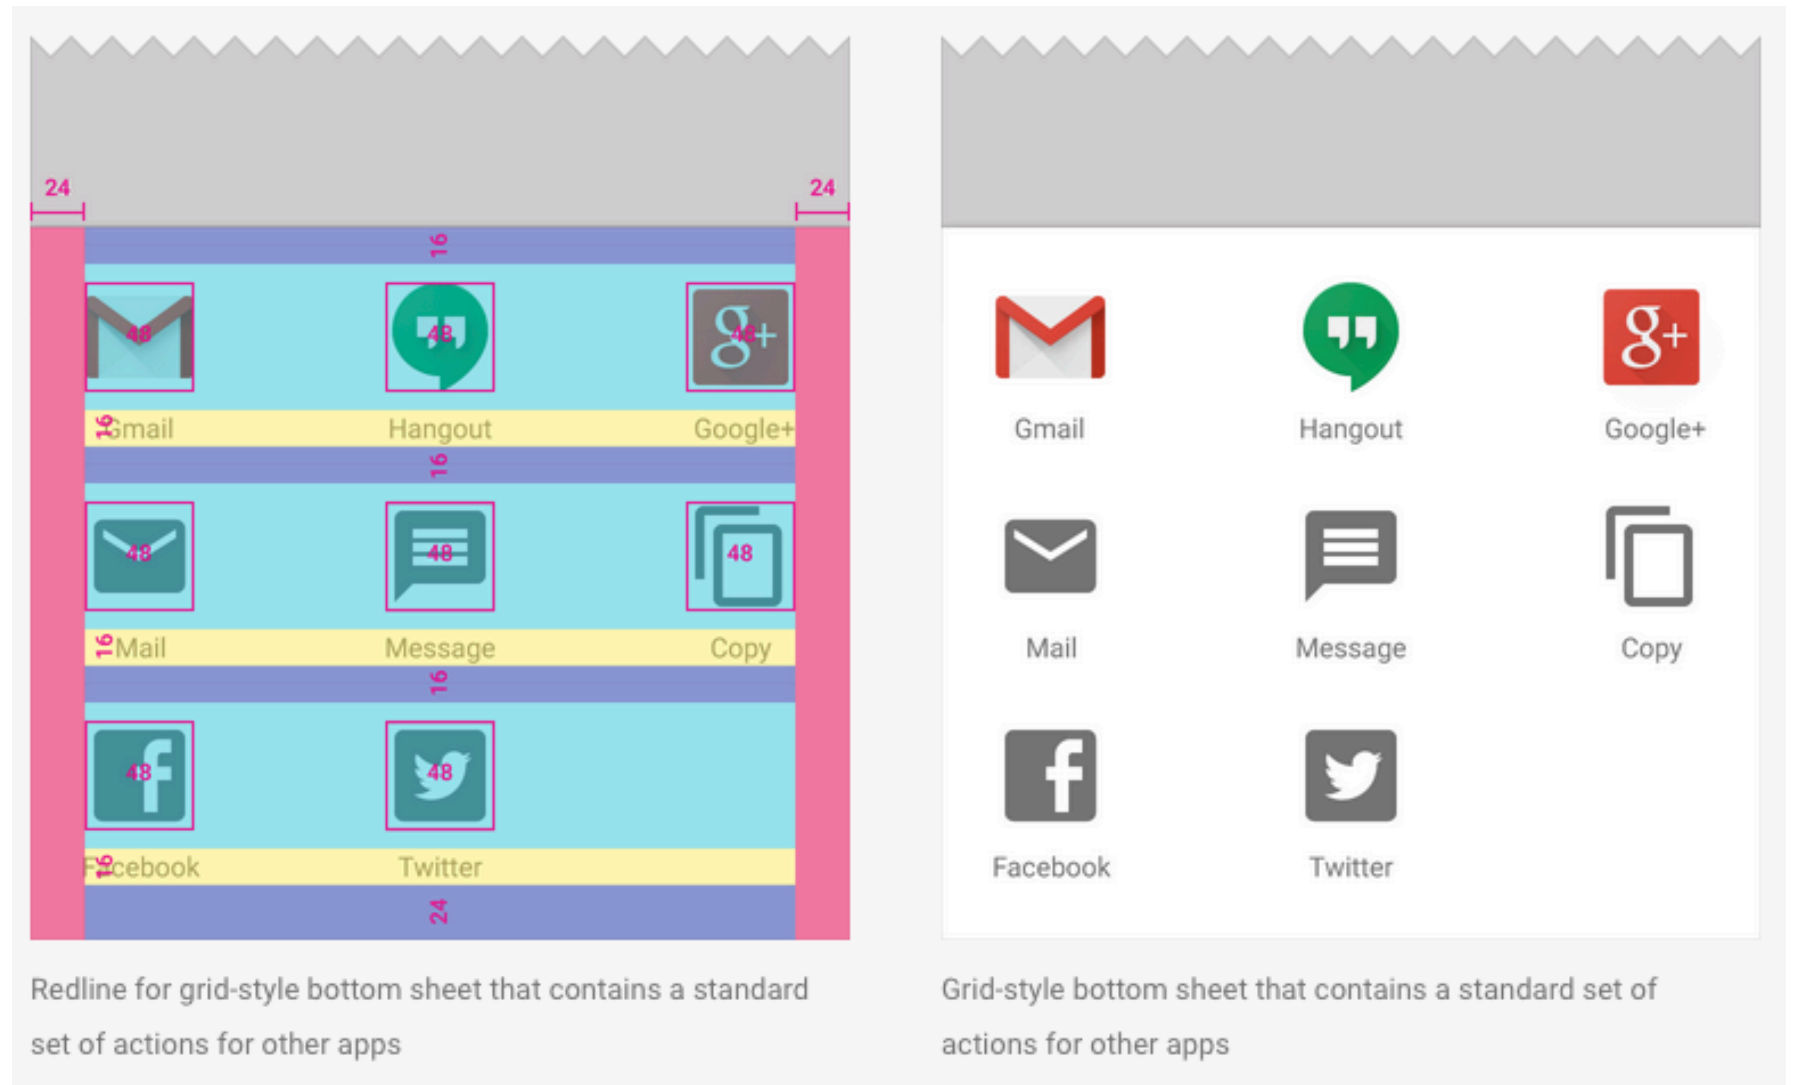 24
24
16
48
48
48
g+
16
Gmail
Hangout
Google+
16
48
48
48
16
Mail
Message
Copy
16
48
48
16
Facebook
Twitter
24
Redline for grid-style bottom sheet that contains a standard
set of actions for other apps
g+
Gmail
Hangout
Google+
Mail
Message
Copy
f
Facebook
Twitter
Grid-style bottom sheet that contains a standard set of
actions for other apps